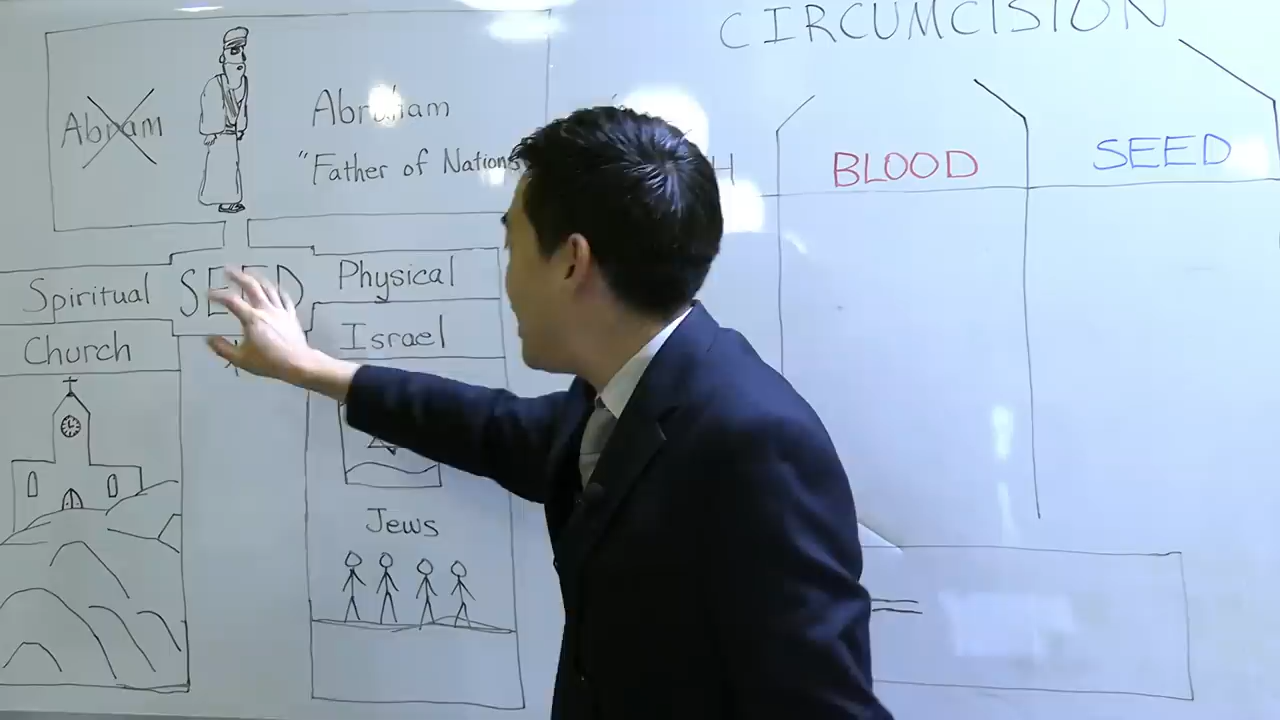 CIRCUMCISION
Abram
Abraham
"Father of Nations
BLOOD
SEED
Spiritual
SEED
Physical
Church
Israel
Jews